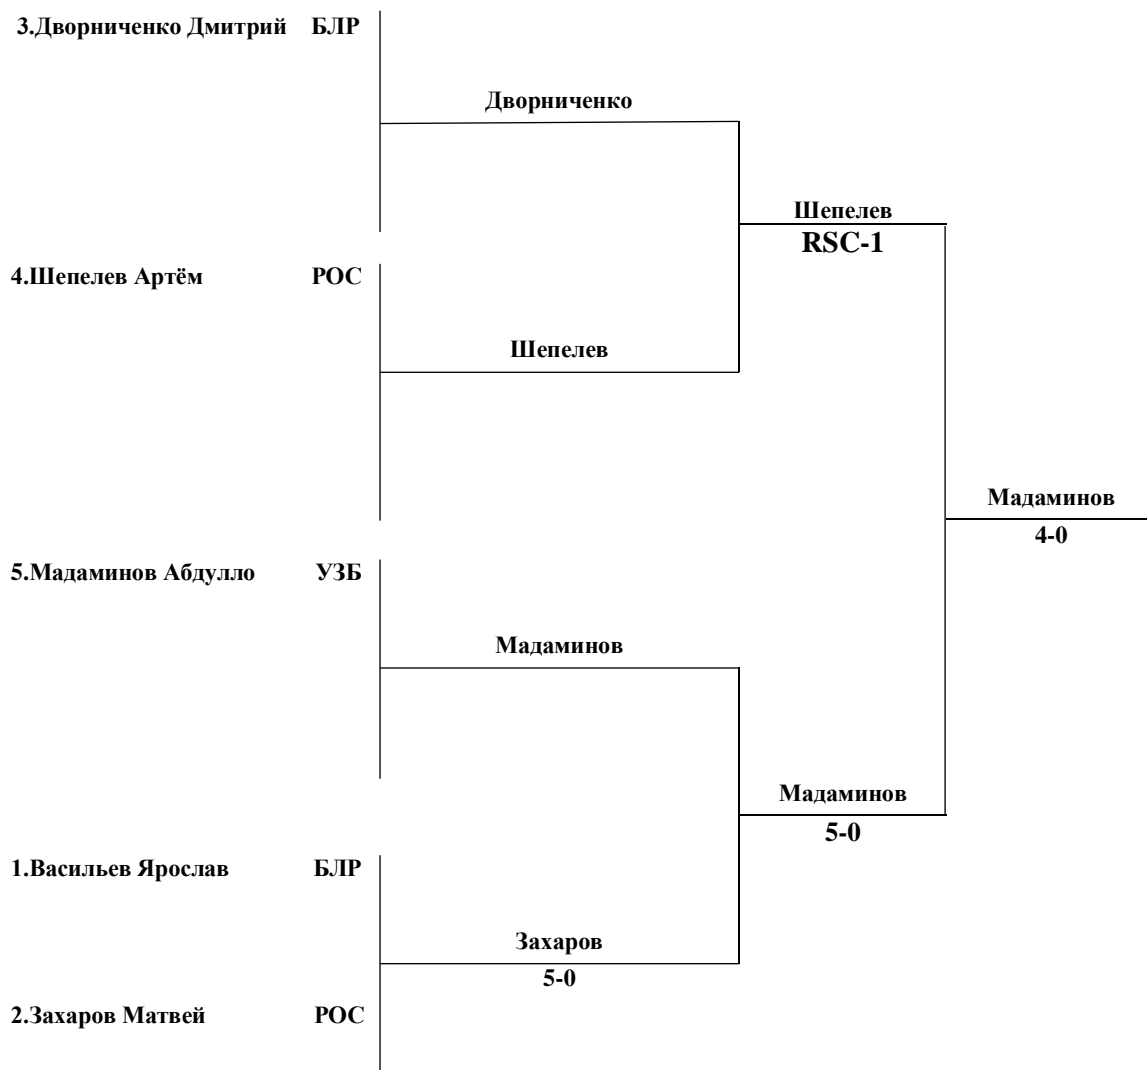 3.Дворниченко Дмитрий БЛР
Дворниченко
Шепелев
RSC-1
4.Шепелев Артём РОС
Шепелев
Мадаминов
4-0
5.Мадаминов Абдулло УЗБ
Мадаминов
Мадаминов
5-0
1.Васильев Ярослав БЛР
Захаров
5-0
2.Захаров Матвей РОС